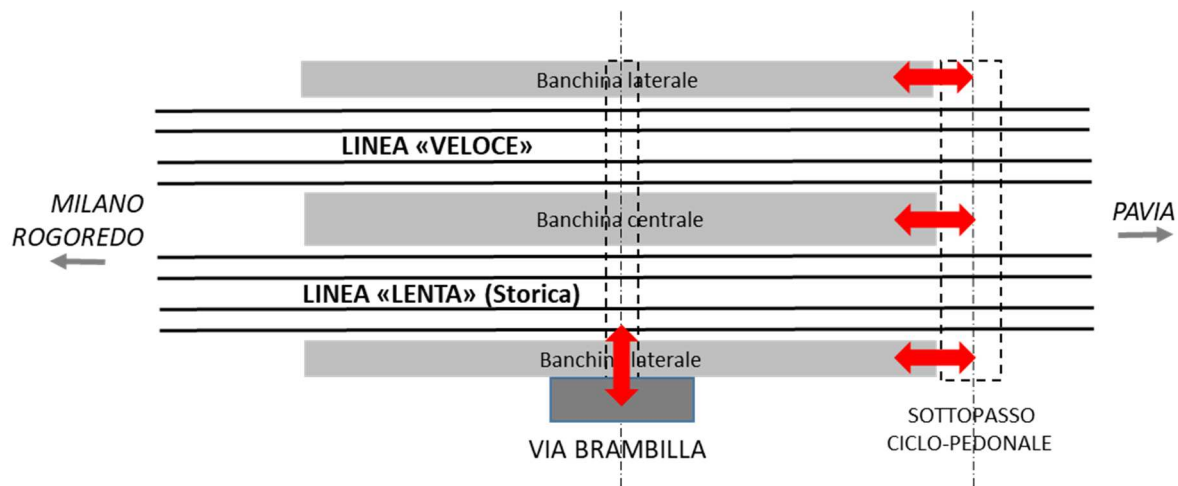 Banchina laterale
LINEA «VELOCE»
MILANO
ROGOREDO
Banchina centrale
PAVIA
LINEA «LENTA» (Storica)
Banchina laterale
SOTTOPASSO
CICLO-PEDONALE
VIA BRAMBILLA